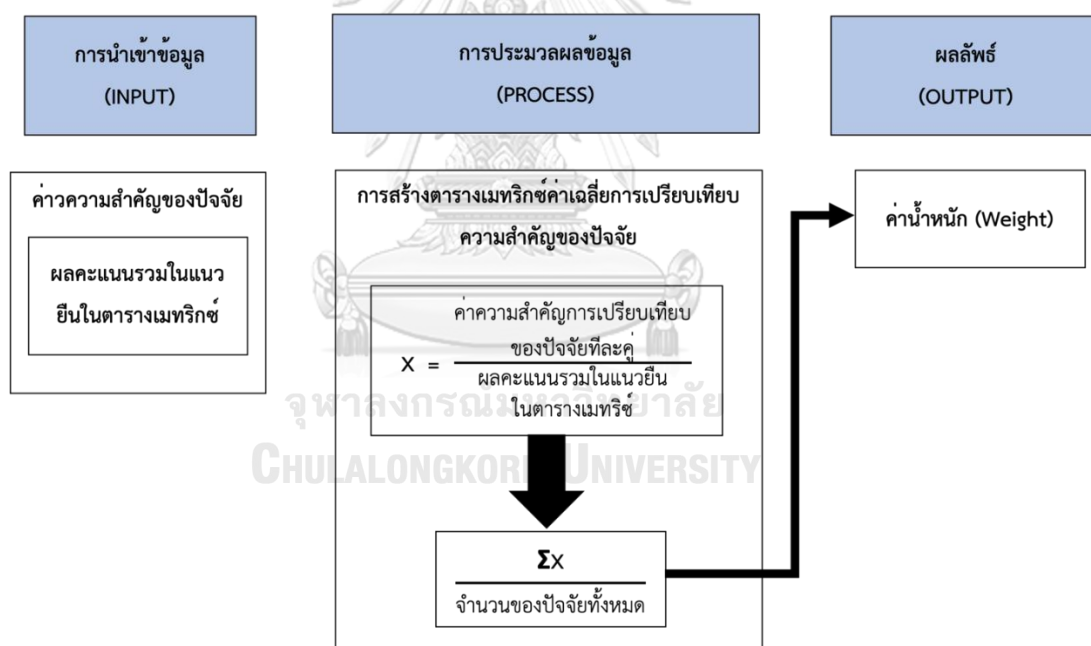 การนำเข้าข้อมูล
(INPUT)
การประมวลผลข้อมูล
(PROCESS)
ผลลัพธ์
(OUTPUT)
ค่าวความสำคัญของปัจจัย
ผลคะแนนรวมในแนว
ยืนในตารางเมทริกซ์
การสร้างตารางเมทริกซ์ค่าเฉลี่ยการเปรียบเทียบ
ความสำคัญของปัจจัย
ค่าความสำคัญการเปรียบเทียบ
ของปัจจัยทีละคู่
X =
ผลคะแนนรวมในแนวยืน
ในตารางเมทริซ์
Σx
จำนวนของปัจจัยทั้งหมด
ค่าน้ำหนัก (Weight)
จุฬาลงกรณ์มหาวิทยาลัย
CHULALONGKORN UNIVERSITY